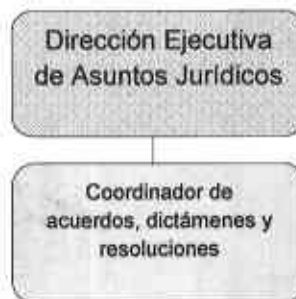 Dirección Ejecutiva
de Asuntos Jurídicos
Coordinador de
acuerdos, dictámenes y
resoluciones